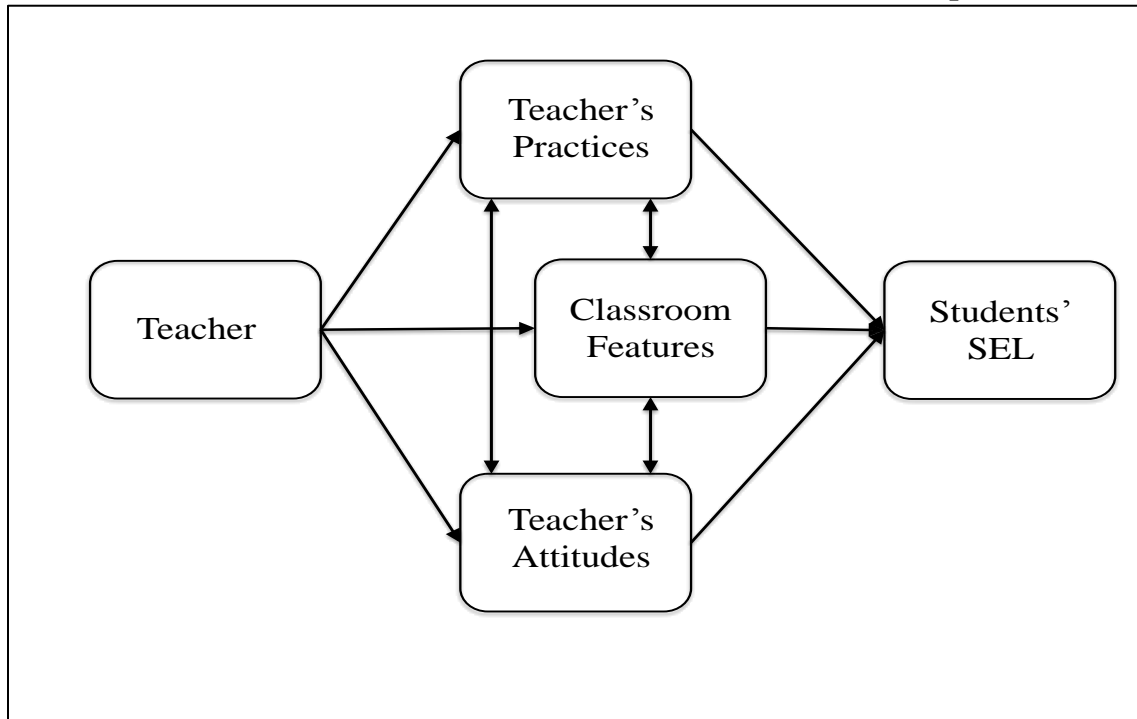 Teacher’s
Practices
Teacher
Classroom
Features
Students’
SEL
Teacher’s
Attitudes